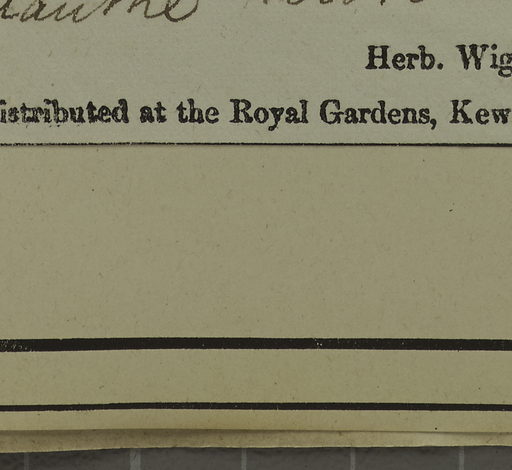 Herb. Wig
istributed at the Royal Gardens, Kew